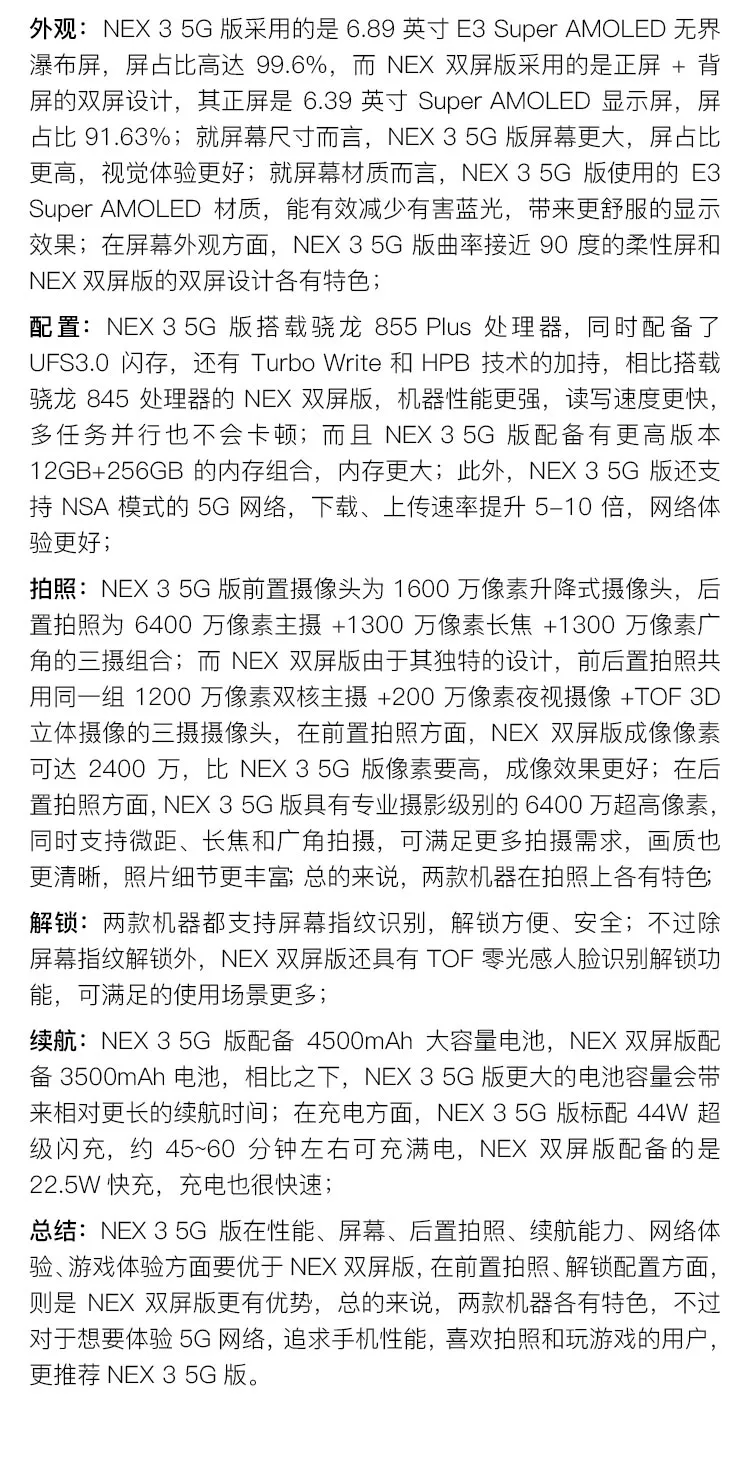 外观：NEX 3 5G 版采用的是 6.89 英寸 E3 Super AMOLED 无界
瀑布屏，屏占比高达 99.6%，而 NEX 双屏版采用的是正屏 + 背
屏的双屏设计，其正屏是 6.39 英寸 Super AMOLED 显示屏，屏
占比 91.63%；就屏幕尺寸而言，NEX 3 5G 版屏幕更大，屏占比
更高，视觉体验更好；就屏幕材质而言，NEX 3 5G 版使用的 E3
Super AMOLED 材质，能有效减少有害蓝光，带来更舒服的显示
效果；在屏幕外观方面，NEX 3 5G 版曲率接近 90 度的柔性屏和
NEX 双屏版的双屏设计各有特色；
配置：NEX 3 5G 版搭载骁龙 855 Plus 处理器，同时配备了
UFS3.0 闪存，还有 Turbo Write 和 HPB 技术的加持，相比搭载
骁龙 845 处理器的 NEX 双屏版，机器性能更强，读写速度更快，
多任务并行也不会卡顿；而且 NEX 3 5G 版配备有更高版本
12GB+256GB 的内存组合，内存更大；此外，NEX 3 5G 版还支
持 NSA 模式的 5G 网络，下载、上传速率提升 5–10 倍，网络体
验更好；
拍照：NEX 3 5G 版前置摄像头为 1600 万像素升降式摄像头，后
置拍照为 6400 万像素主摄 +1300 万像素长焦 +1300 万像素广
角的三摄组合；而 NEX 双屏版由于其独特的设计，前后置拍照共
用同一组 1200 万像素双核主摄 +200 万像素夜视摄像 +TOF 3D
立体摄像的三摄摄像头，在前置拍照方面，NEX 双屏版成像像素
可达 2400 万，比 NEX 3 5G 版像素要高，成像效果更好；在后
置拍照方面，NEX 3 5G 版具有专业摄影级别的 6400 万超高像素，
同时支持微距、长焦和广角拍摄，可满足更多拍摄需求，画质也
更清晰，照片细节更丰富；总的来说，两款机器在拍照上各有特色；
解锁：两款机器都支持屏幕指纹识别，解锁方便、安全；不过除
屏幕指纹解锁外，NEX 双屏版还具有 TOF 零光感人脸识别解锁功
能，可满足的使用场景更多；
续航：NEX 3 5G 版配备 4500mAh 大容量电池，NEX 双屏版配
备 3500mAh 电池，相比之下，NEX 3 5G 版更大的电池容量会带
来相对更长的续航时间；在充电方面，NEX 3 5G 版标配 44W 超
级闪充，约 45~60 分钟左右可充满电，NEX 双屏版配备的是
22.5W 快充，充电也很快速；
总结：NEX 3 5G 版在性能、屏幕、后置拍照、续航能力、网络体
验、游戏体验方面要优于 NEX 双屏版，在前置拍照、解锁配置方面，
则是 NEX 双屏版更有优势，总的来说，两款机器各有特色，不过
对于想要体验 5G 网络，追求手机性能，喜欢拍照和玩游戏的用户，
更推荐 NEX 3 5G 版。